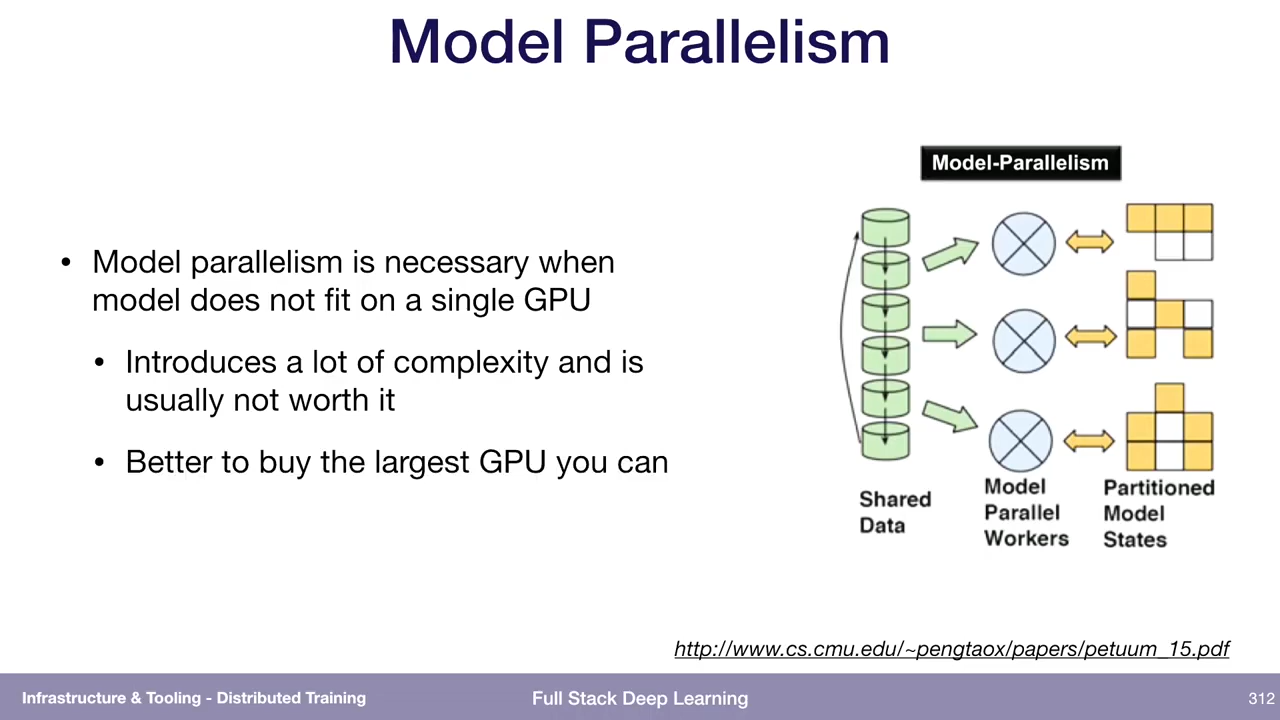 Model Parallelism
• Model parallelism is necessary when
model does not fit on a single GPU
• Introduces a lot of complexity and is
usually not worth it
• Better to buy the largest GPU you can
Model-Parallelism
Shared
Data
Model
Parallel
Workers
Partitioned
Model
States
http://www.cs.cmu.edu/~pengtaox/papers/petuum_15.pdf
Infrastructure & Tooling - Distributed Training
Full Stack Deep Learning
312